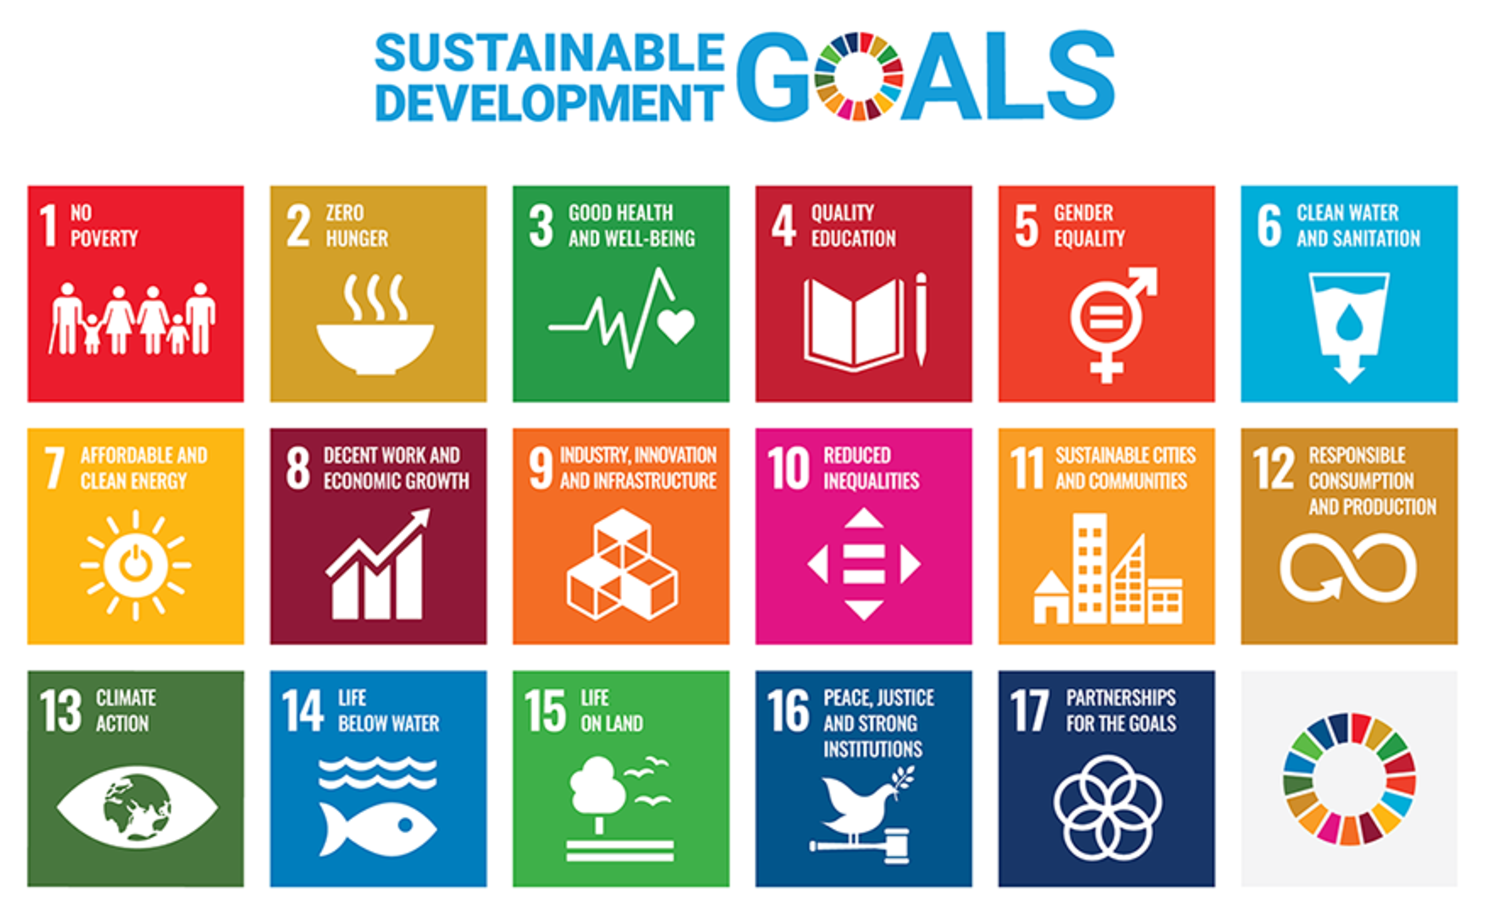 SUSTAINABLE
DEVELOPMENT
GOALS
1 NO
POVERTY
2 ZERO
HUNGER
3 GOOD HEALTH
AND WELL-BEING
4 QUALITY
EDUCATION
5 GENDER
EQUALITY
6 CLEAN WATER
AND SANITATION
7 AFFORDABLE AND
CLEAN ENERGY
8 DECENT WORK AND
ECONOMIC GROWTH
9 INDUSTRY, INNOVATION
AND INFRASTRUCTURE
10 REDUCED
INEQUALITIES
11 SUSTAINABLE CITIES
AND COMMUNITIES
12 RESPONSIBLE
CONSUMPTION
AND PRODUCTION
13 CLIMATE
ACTION
14 LIFE
BELOW WATER
15 LIFE
ON LAND
16 PEACE, JUSTICE
AND STRONG
INSTITUTIONS
17 PARTNERSHIPS
FOR THE GOALS